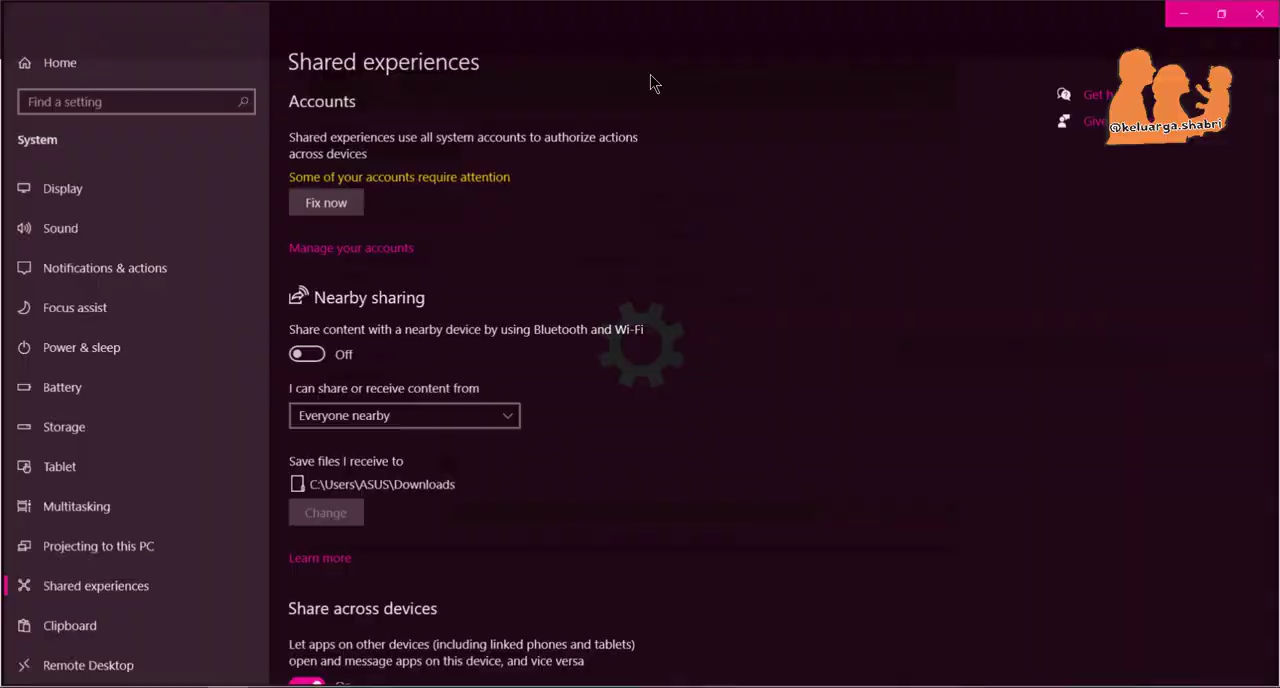 Home
Find a setting
System
Display
Sound
Notifications & actions
Focus assist
Power & sleep
Battery
Storage
Tablet
Multitasking
Projecting to this PC
Shared experiences
Clipboard
Remote Desktop
Shared experiences
Accounts
Shared experiences use all system accounts to authorize actions
across devices
Some of your accounts require attention
Fix now
Manage your accounts
Nearby sharing
Share content with a nearby device by using Bluetooth and Wi-Fi
Off
I can share or receive content from
Everyone nearby
Save files I receive to
C:\Users\ASUS\Downloads
Change
Learn more
Share across devices
Let apps on other devices (including linked phones and tablets)
open and message apps on this device, and vice versa
Get
Give
@keluarga.shabri